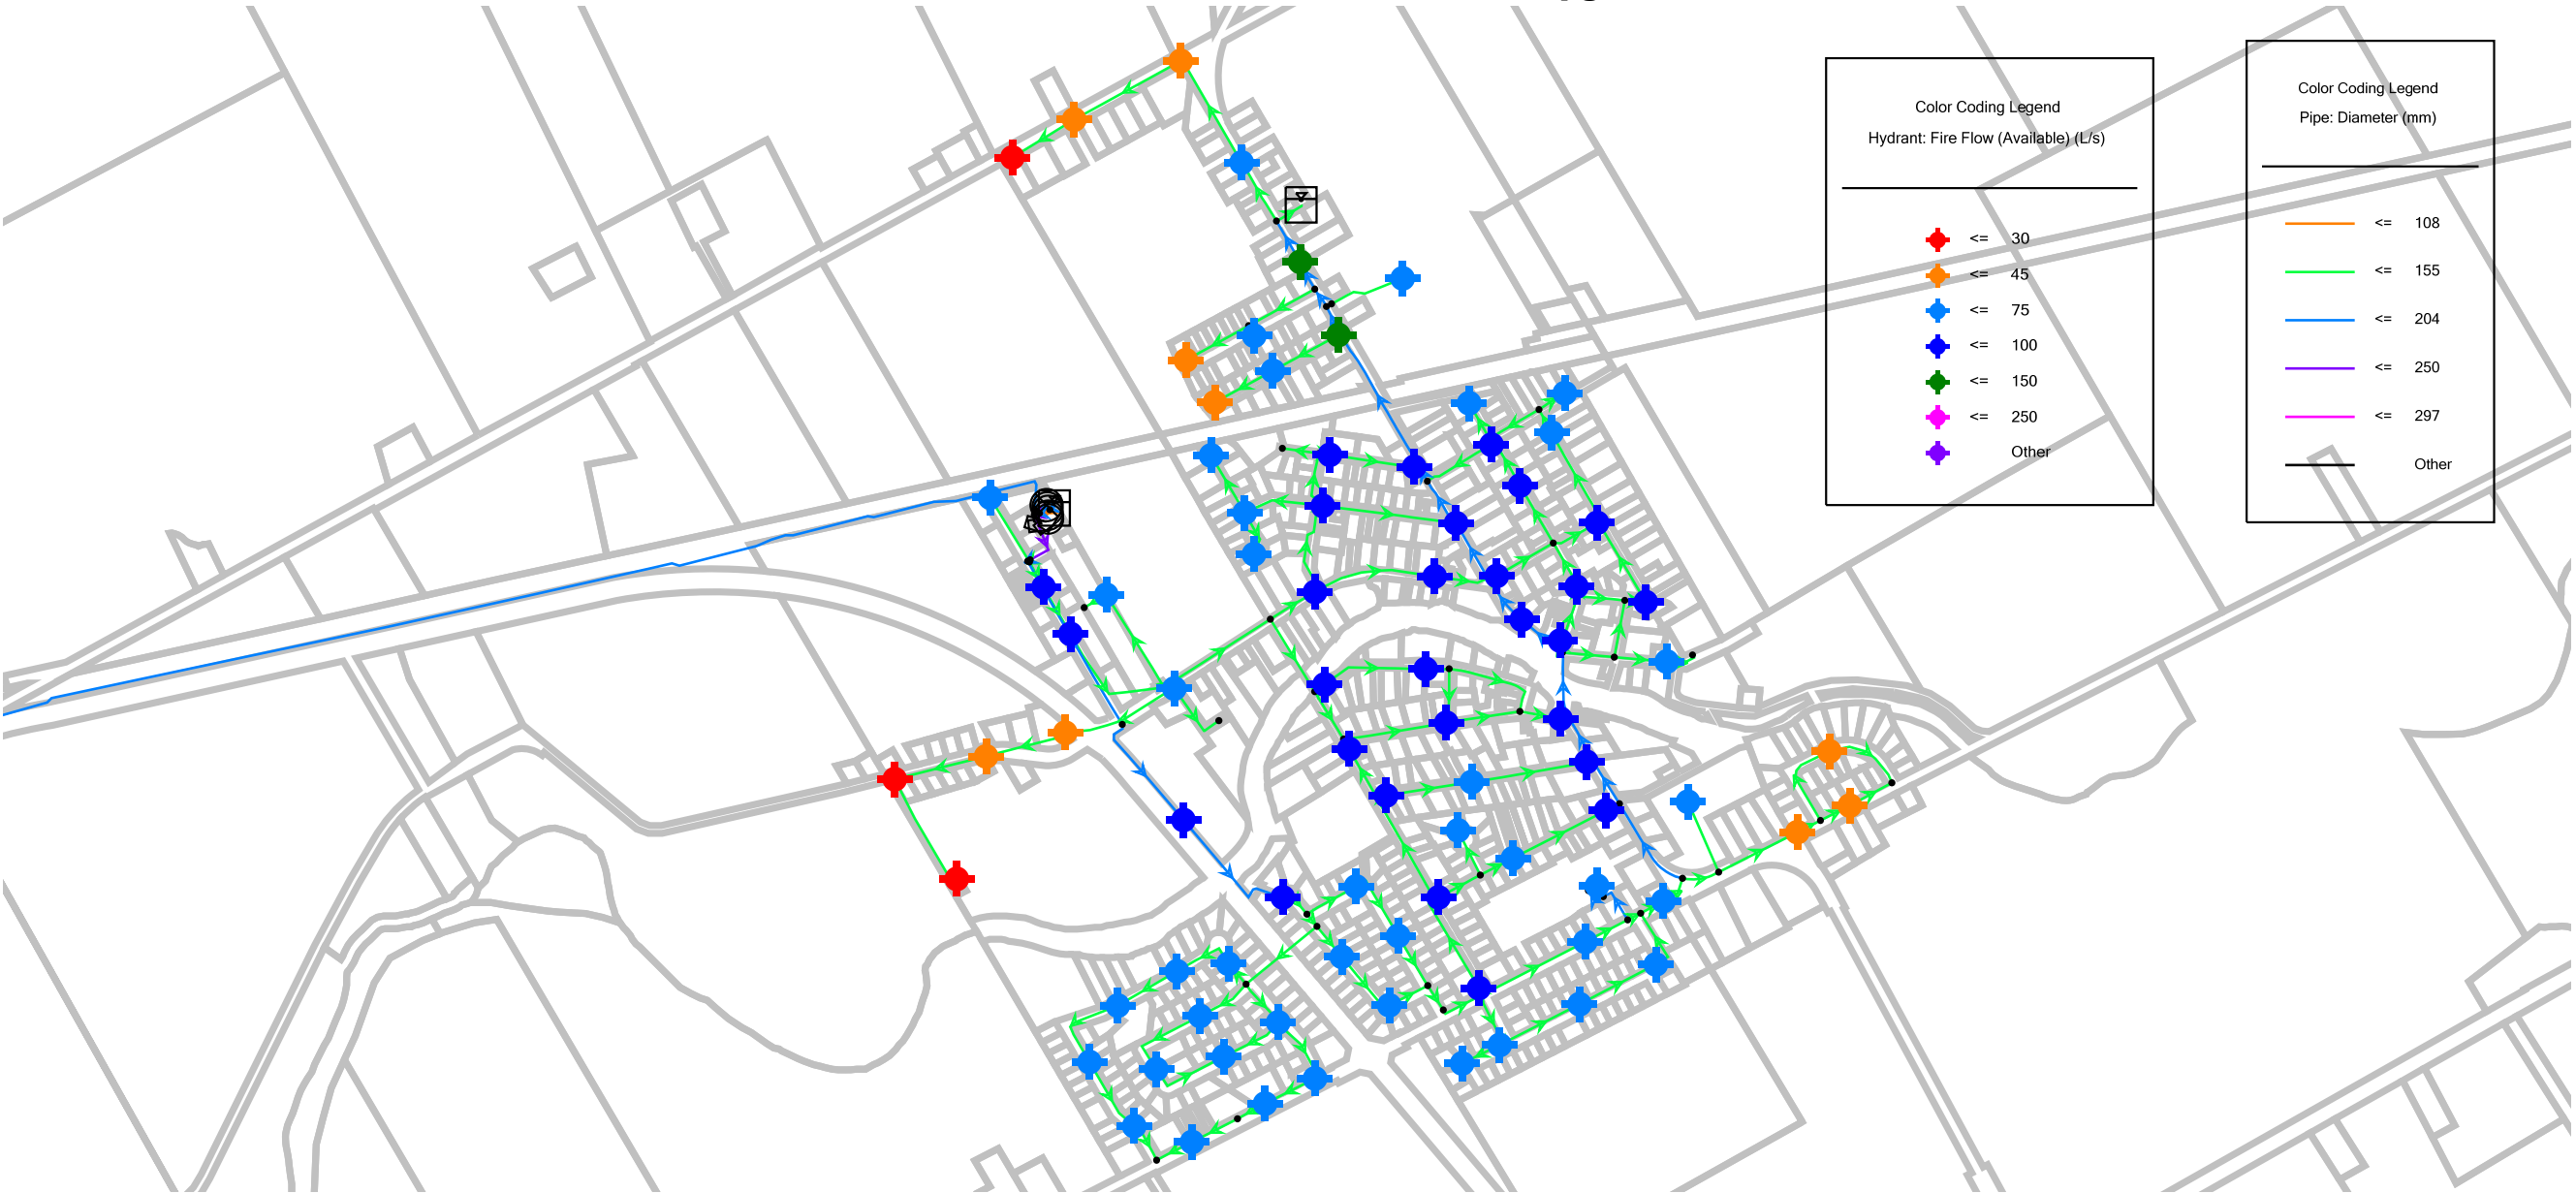 Color Coding Legend
Hydrant: Fire Flow (Available) (L/s)
<= 30
<= 45
<= 75
<= 100
<= 150
<= 250
Other
Color Coding Legend
Pipe: Diameter (mm)
<= 108
<= 155
<= 204
<= 250
<= 297
Other